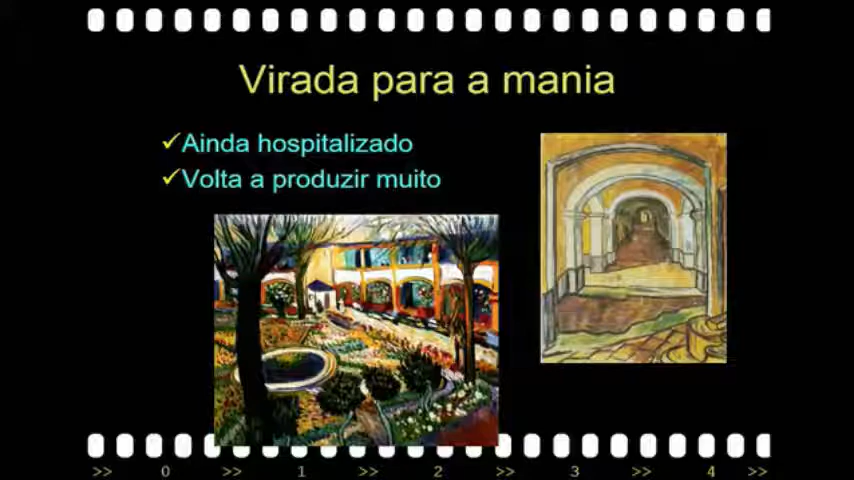 Virada para a mania
✓Ainda hospitalizado
✓Volta a produzir muito
>> 0 >> 1 >> 2 >> 3 >> 4 >>